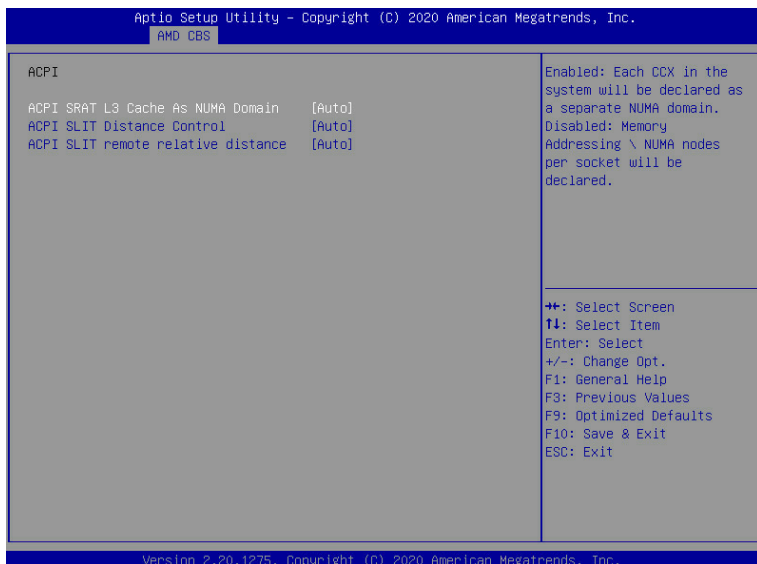 Aptio Setup Utility – Copyright (C) 2020 American Megatrends, Inc.
AMD CBS
ACPI
ACPI SRAT L3 Cache As NUMA Domain [Auto]
ACPI SLIT Distance Control [Auto]
ACPI SLIT remote relative distance [Auto]
Enabled: Each CCX in the
system will be declared as
a separate NUMA domain.
Disabled: Memory
Addressing \ NUMA nodes
per socket will be
declared.
→←: Select Screen
↑↓: Select Item
Enter: Select
+/-: Change Opt.
F1: General Help
F3: Previous Values
F9: Optimized Defaults
F10: Save & Exit
ESC: Exit
Version 2.20.1275. Copyright (C) 2020 American Megatrends, Inc.